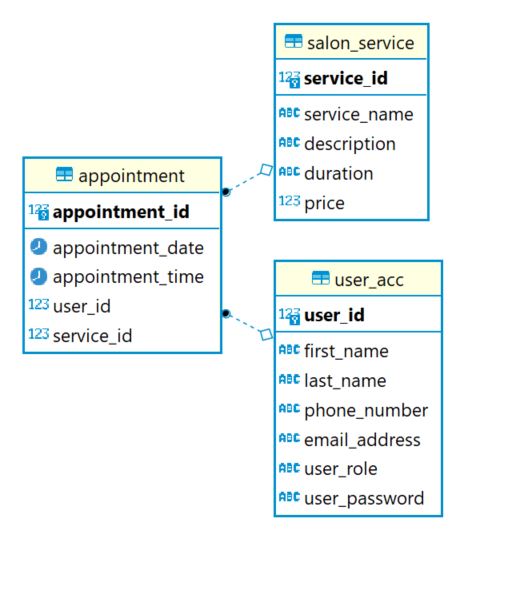 salon_service
123 service_id
ABC service_name
ABC description
ABC duration
123 price
appointment
123 appointment_id
appointment_date
appointment_time
123 user_id
123 service_id
user_acc
123 user_id
ABC first_name
ABC last_name
ABC phone_number
ABC email_address
ABC user_role
ABC user_password